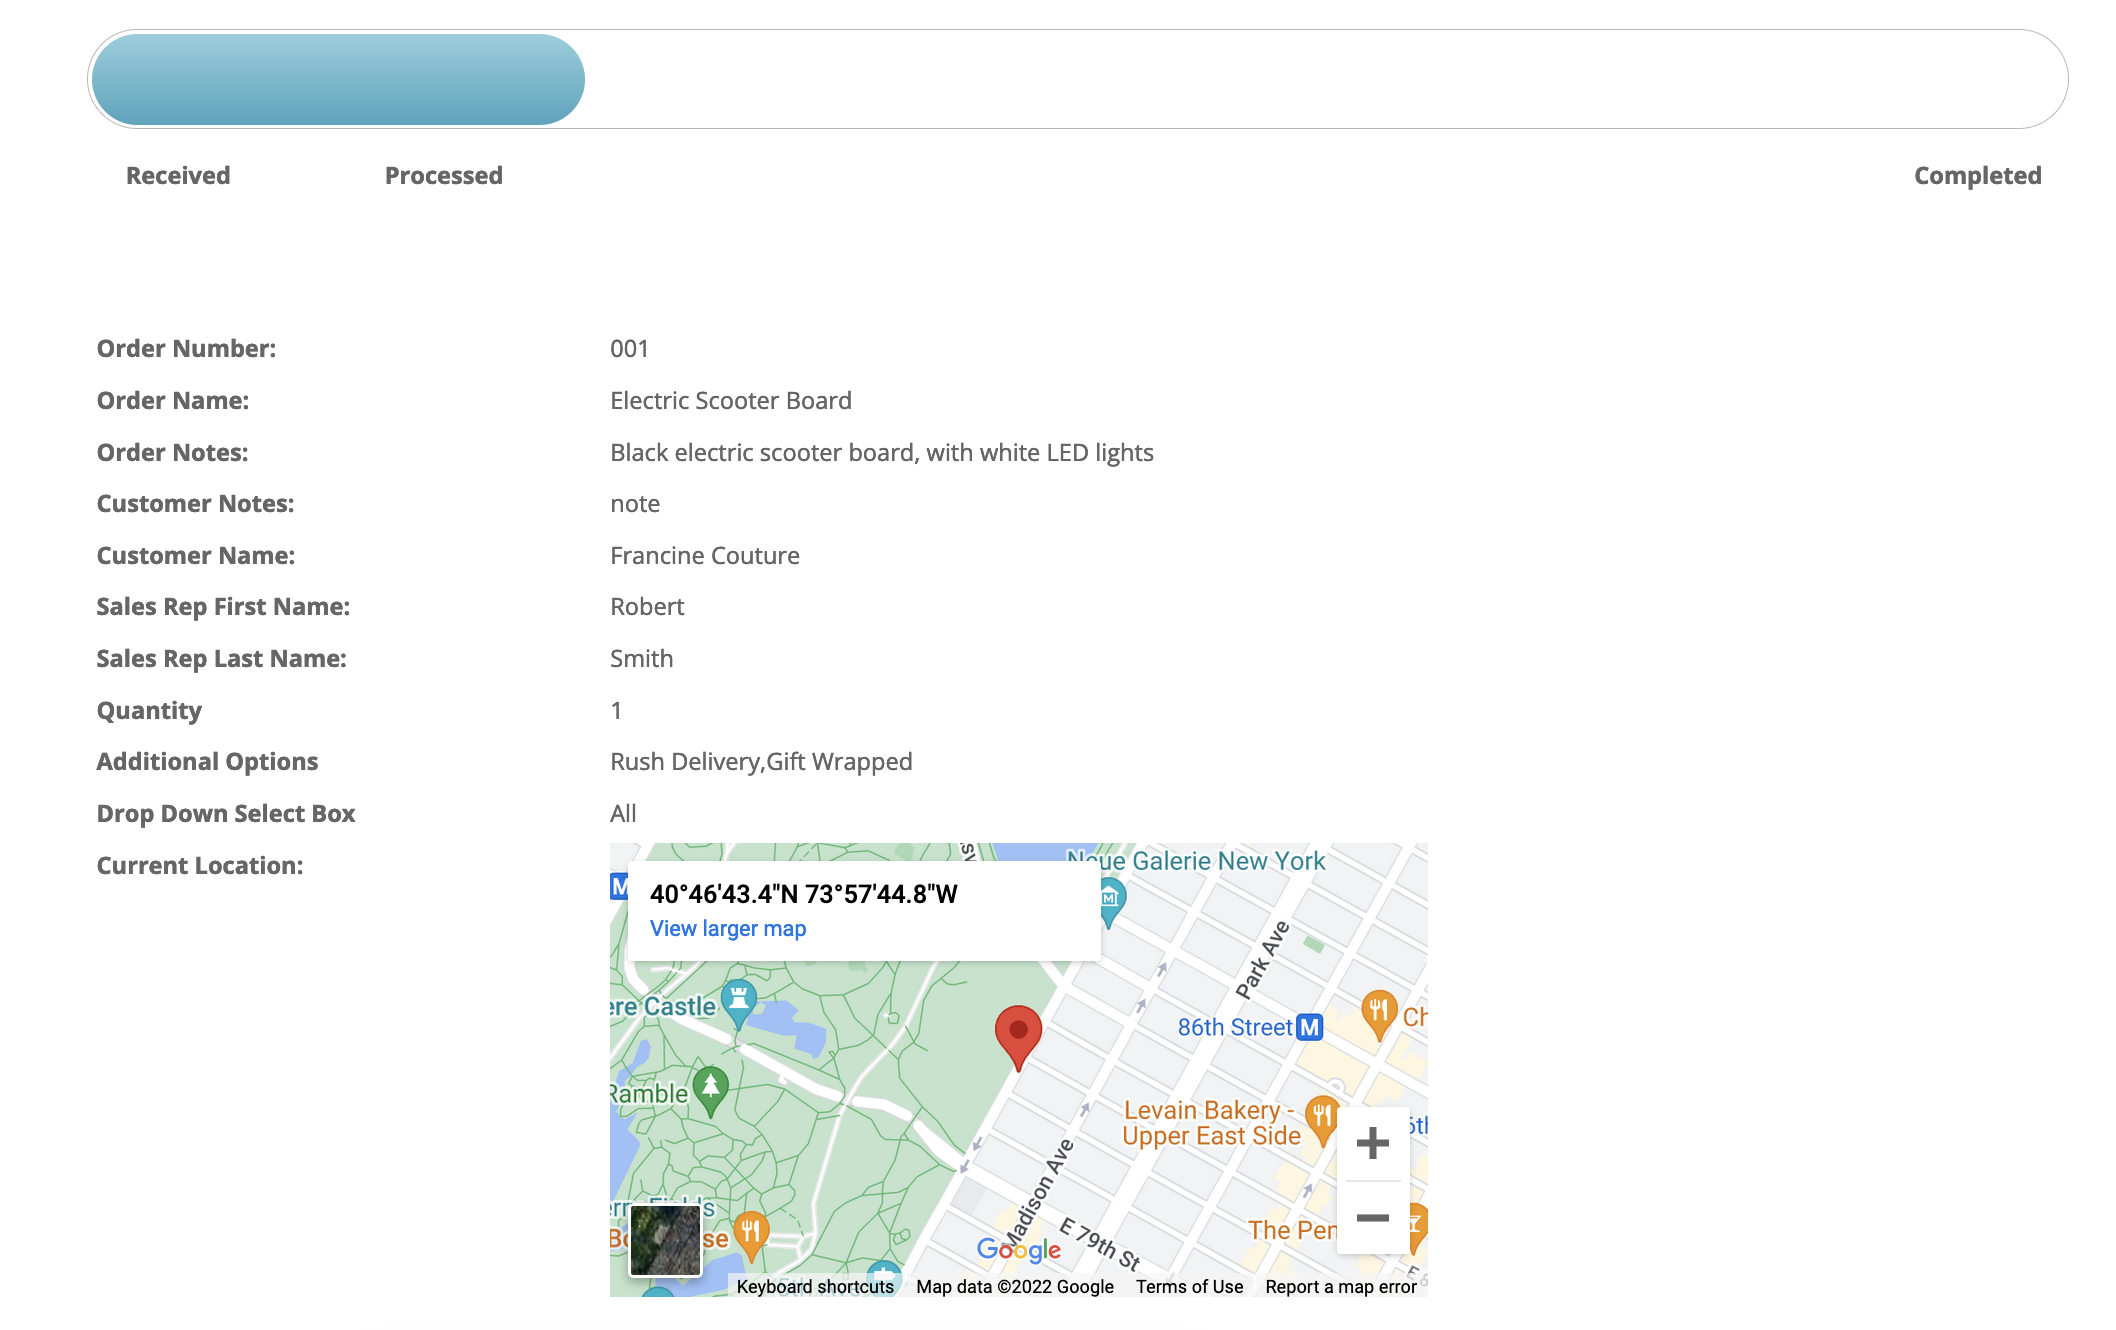 Received Processed Completed
Order Number: 001
Order Name: Electric Scooter Board
Order Notes: Black electric scooter board, with white LED lights
Customer Notes: note
Customer Name: Francine Couture
Sales Rep First Name: Robert
Sales Rep Last Name: Smith
Quantity 1
Additional Options Rush Delivery,Gift Wrapped
Drop Down Select Box All
Current Location:
Neue Galerie New York
M
40°46'43.4"N 73°57'44.8"W
View larger map
Park Ave
ere Castle
86th Street M
Ch
Ramble
Levain Bakery -
Upper East Side
Madison Ave
E 79th St
The Pen
Google
Keyboard shortcuts Map data ©2022 Google Terms of Use Report a map error